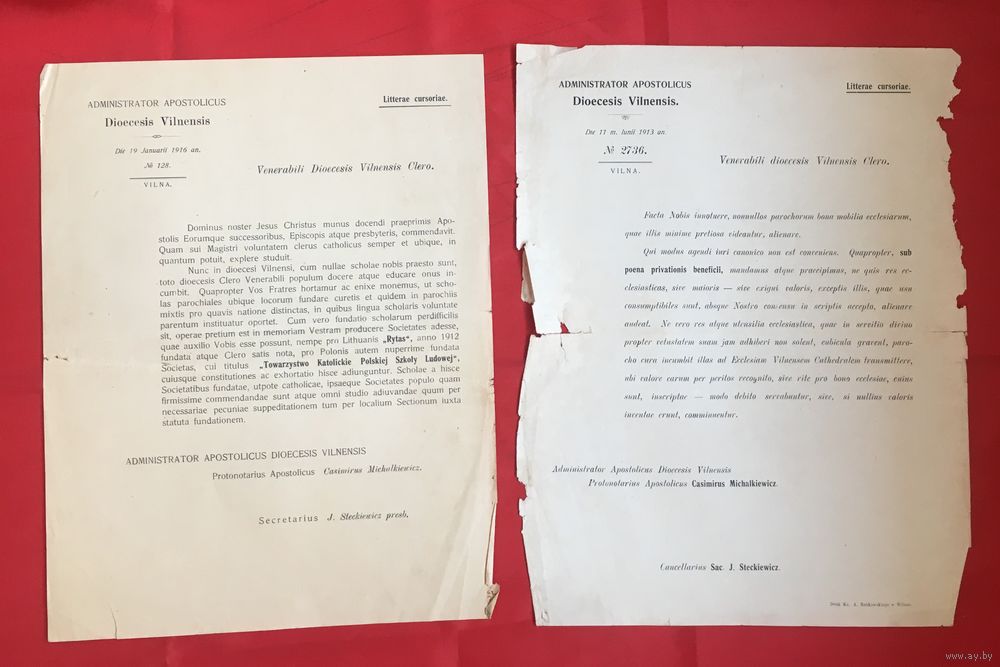 ADMINISTRATOR APOSTOLICUS
Dioecesis Vilnensis
Die 19 Januarii 1916 an.
№ 128.
VILNA.
Litterae cursoriae.
Venerabili Dioecesis Vilnensis Clero.
Dominus noster Jesus Christus munus docendi praeprimis Apo-
stolis Eorumque successoribus, Episcopis atque presbyteris, commendavit.
Quam sui Magistri voluntatem clerus catholicus semper et ubique, in
quantum potuit, explere studuit.
Nunc in dioecesi Vilnensi, cum nullae scholae nobis praesto sunt,
toto dioecesis Clero Venerabili populum docere atque educare onus in-
cumbit. Quapropter Vos Fratres hortamur ac enixe monemus, ut scho-
las parochiales ubique locorum fundare curetis et quidem in parochiis
mixtis pro quavis natione distinctas, in quibus lingua scholaris voluntate
parentum instituatur oportet. Cum vero fundatio scholarum perdifficilis
sit, operae pretium est in memoriam Vestram producere Societates adesse,
quae auxilio Vobis esse possunt, nempe pro Lithuanis „Rytas", anno 1912
fundata atque Clero satis nota, pro Polonis autem nuperrime fundata
Societas, cui titulus „Towarzystwo Katolickie Polskiej Szkoły Ludowej",
cuiusque constitutiones ac exhortatio hisce adiunguntur. Scholae a hisce
Societatibus fundatae, utpote catholicae, ipsaeque Societates populo quam
firmissime commendandae sunt atque omni studio adiuvandae quum per
necessariae pecuniae suppeditationem tum per localium Sectionum iuxta
statuta fundationem.
ADMINISTRATOR APOSTOLICUS DIOECESIS VILNENSIS
Protonotarius Apostolicus Casimirus Michalkiewicz.
Secretarius J. Steckiewicz presb.
ADMINISTRATOR APOSTOLICUS
Dioecesis Vilnensis.
Die 11 m. Iunii 1913 an.
№ 2736.
VILNA.
Litterae cursoriae.
Venerabili dioecesis Vilnensis Clero.
Facta Nobis innotuere, nonnullos parochorum bona mobilia ecclesiarum,
quae illis minime pretiosa videantur, alienare.
Qui modus agendi iuri canonico non est conveniens. Quapropter, sub
poena privationis beneficii, mandamus atque praecipimus, ne quis res ec-
clesiasticas, sive maioris — sive exigui valoris, exceptis illis, quae usu
consumptibiles sunt, absque Nostro consensu in scriptis accepto, alienare
audeat. Ne vero res atque utensilia ecclesiastica, quae in servitio divino
propter vetustatem suam jam adhiberi non solent, cubicula gravent, paro-
cho cura incumbit illas ad Ecclesiam Vilnensem Cathedralem transmittere,
ubi valore earum per peritos recognito, sive rite pro bono ecclesiae, cuius
sunt, inscriptae — modo debito servabuntur, sive, si nullius valoris
inventae erunt, comminuentur.
Administrator Apostolicus Dioecesis Vilnensis
Protonotarius Apostolicus Casimirus Michalkiewicz.
Cancellarius Sac. J. Steckiewicz.
Druk Ks. A. Rutkowskiego • Wilno.
www.ay.by